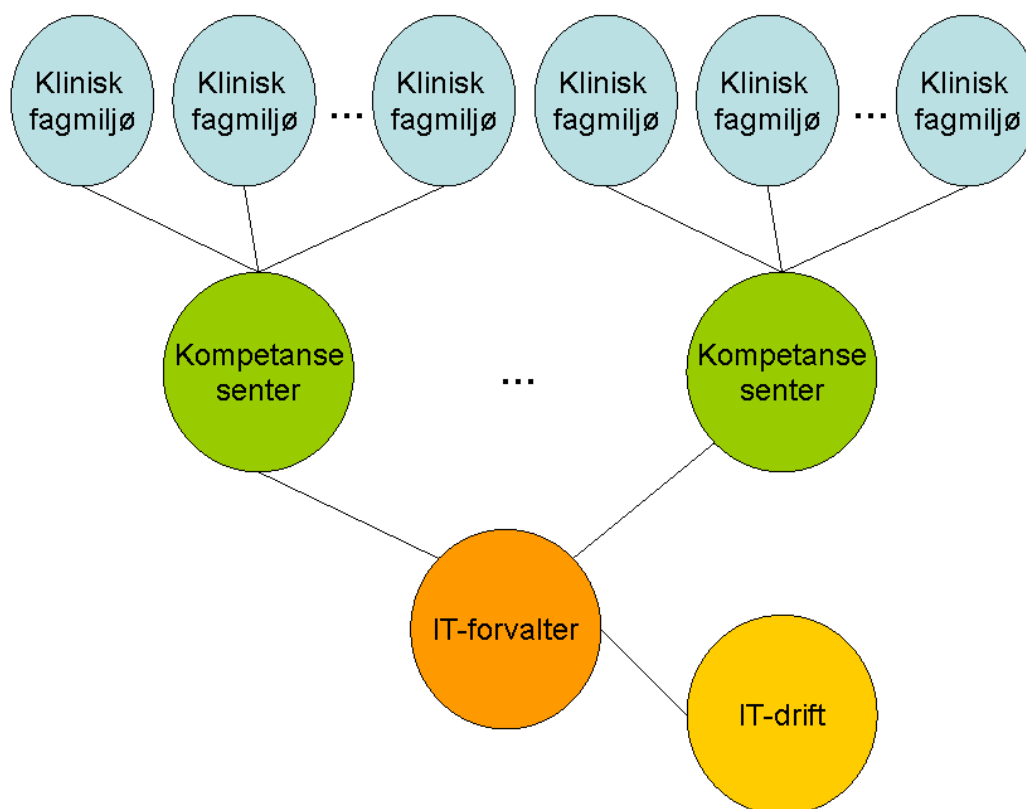 Klinisk
fagmiljø
Klinisk
fagmiljø
...
Klinisk
fagmiljø
Klinisk
fagmiljø
Klinisk
fagmiljø
...
Klinisk
fagmiljø
Kompetanse
senter
...
Kompetanse
senter
IT-forvalter
IT-drift